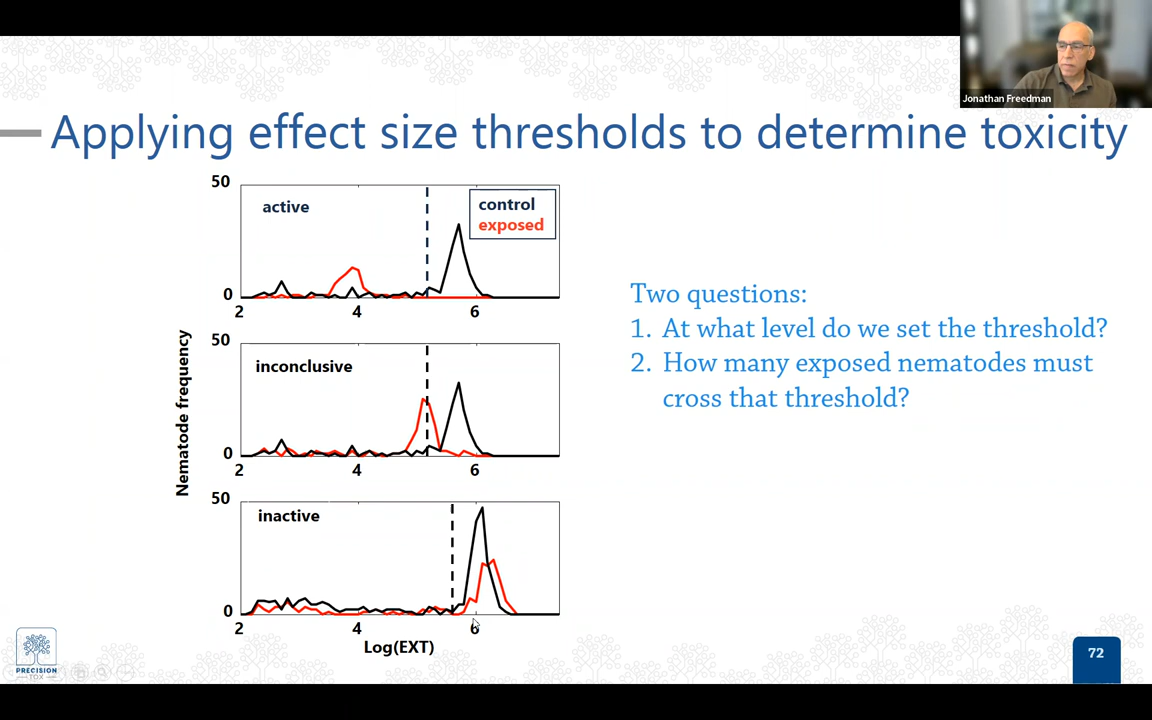 Jonathan Freedman
Applying effect size thresholds to determine toxicity
50
active
control
exposed
0
2 4 6
50
inconclusive
0
2 4 6
50
inactive
0
2 4 6
Nematode frequency
Log(EXT)
Two questions:
1. At what level do we set the threshold?
2. How many exposed nematodes must
cross that threshold?
PRECISION
TOX
72